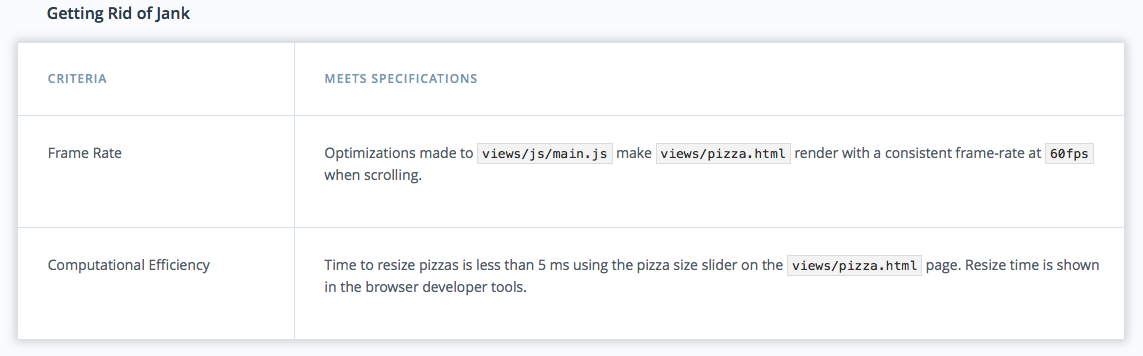 Getting Rid of Jank
CRITERIA
MEETS SPECIFICATIONS
Frame Rate
Optimizations made to views/js/main.js make views/pizza.html render with a consistent frame-rate at 60fps
when scrolling.
Computational Efficiency
Time to resize pizzas is less than 5 ms using the pizza size slider on the views/pizza.html page. Resize time is shown
in the browser developer tools.